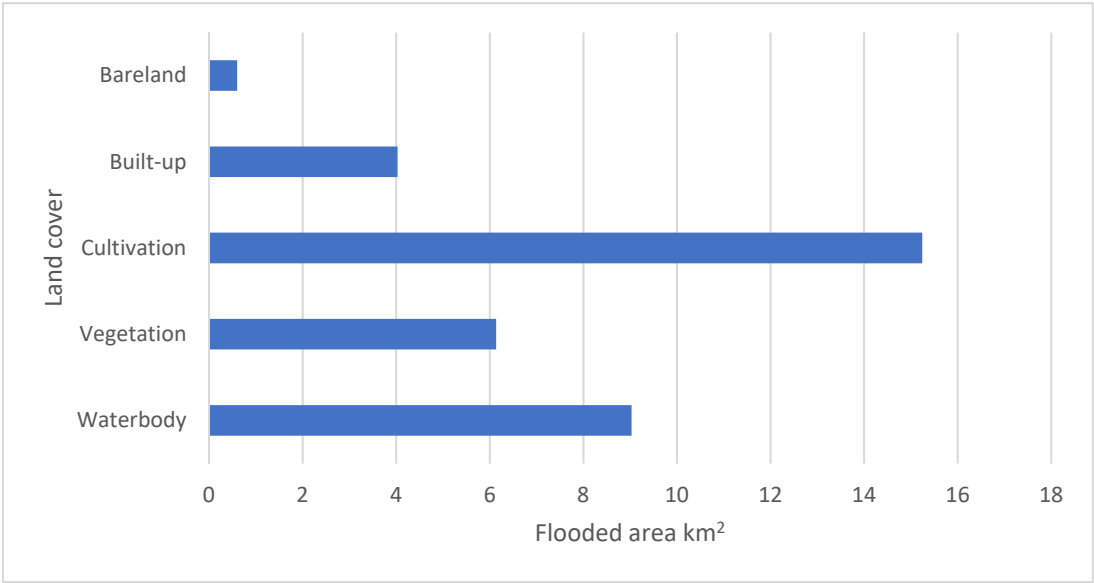 Bareland
Built-up
Cultivation
Vegetation
Waterbody
Land cover
0 2 4 6 8 10 12 14 16 18
Flooded area km²